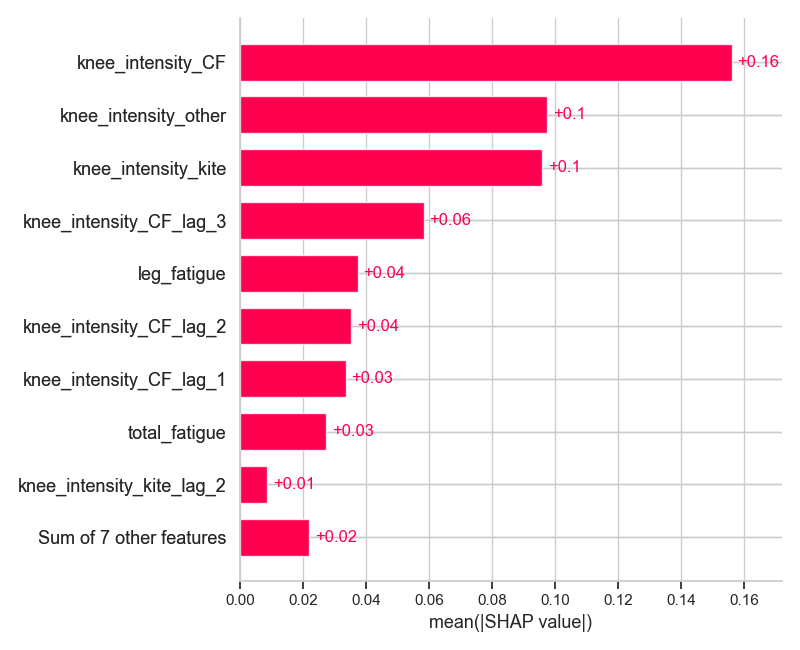 knee_intensity_CF +0.16
knee_intensity_other +0.1
knee_intensity_kite +0.1
knee_intensity_CF_lag_3 +0.06
leg_fatigue +0.04
knee_intensity_CF_lag_2 +0.04
knee_intensity_CF_lag_1 +0.03
total_fatigue +0.03
knee_intensity_kite_lag_2 +0.01
Sum of 7 other features +0.02
0.00 0.02 0.04 0.06 0.08 0.10 0.12 0.14 0.16
mean(|SHAP value|)